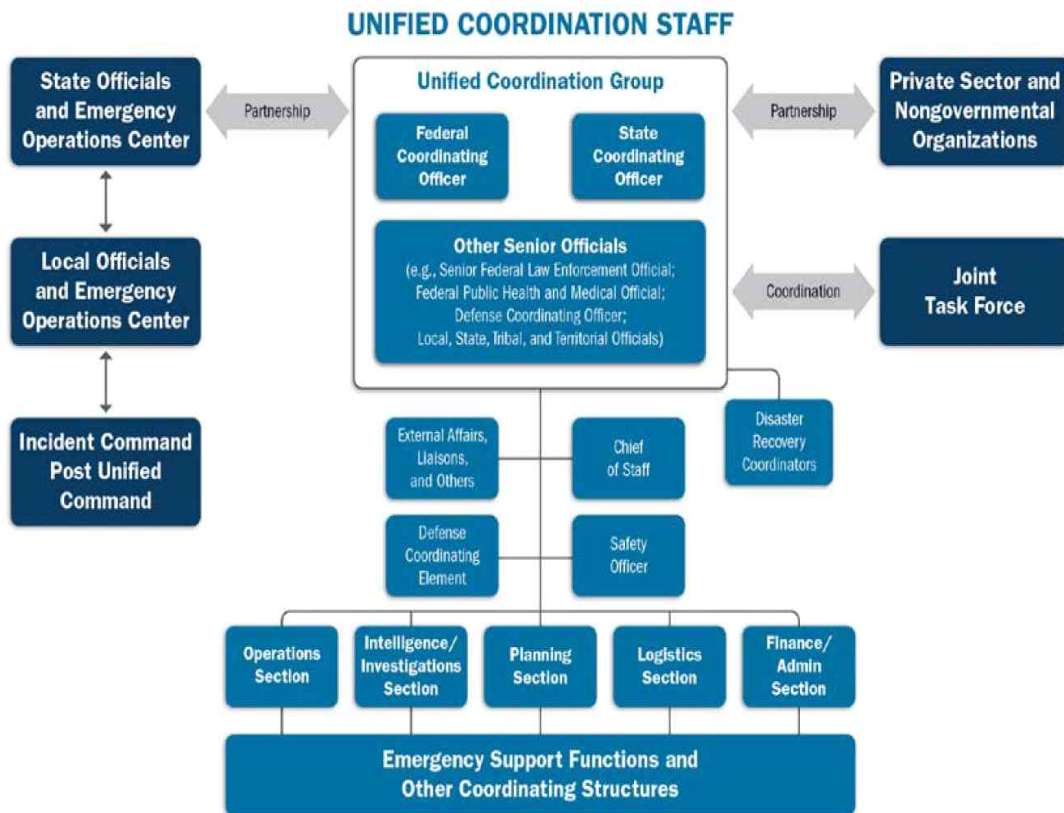 UNIFIED COORDINATION STAFF
State Officials
and Emergency
Operations Center
Partnership
Unified Coordination Group
Federal
Coordinating
Officer
State
Coordinating
Officer
Partnership
Private Sector and
Nongovernmental
Organizations
Local Officials
and Emergency
Operations Center
Other Senior Officials
(e.g., Senior Federal Law Enforcement Official;
Federal Public Health and Medical Official;
Defense Coordinating Officer;
Local, State, Tribal, and Territorial Officials)
Coordination
Joint
Task Force
Incident Command
Post Unified
Command
External Affairs,
Liaisons,
and Others
Chief
of Staff
Disaster
Recovery
Coordinators
Defense
Coordinating
Element
Safety
Officer
Operations
Section
Intelligence/
Investigations
Section
Planning
Section
Logistics
Section
Finance/
Admin
Section
Emergency Support Functions and
Other Coordinating Structures